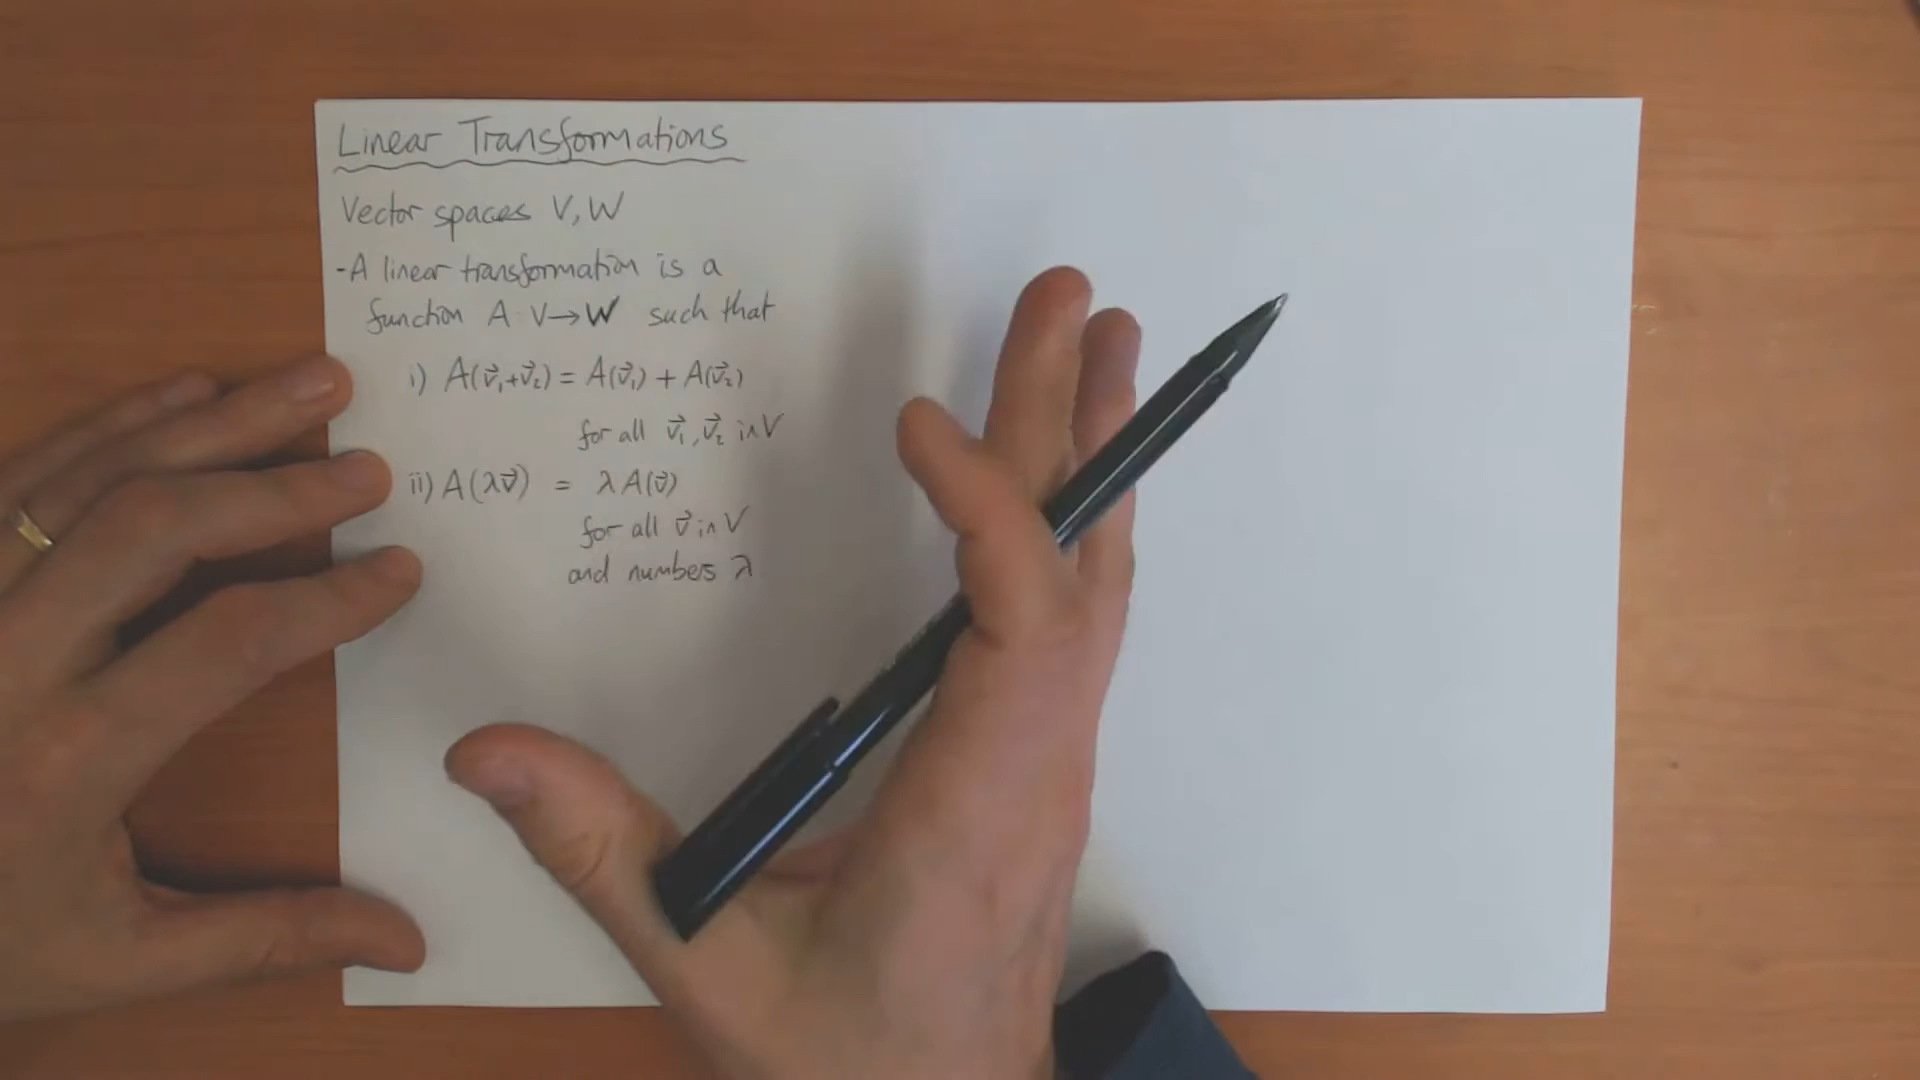 Linear Transformations
Vector spaces V, W
- A linear transformation is a
function A V→W such that
i) A(v⃗₁+v⃗₂) = A(v⃗₁) + A(v⃗₂)
for all v⃗₁, v⃗₂ in V
ii) A(λv⃗) = λ A(v⃗)
for all v⃗ in V
and numbers λ